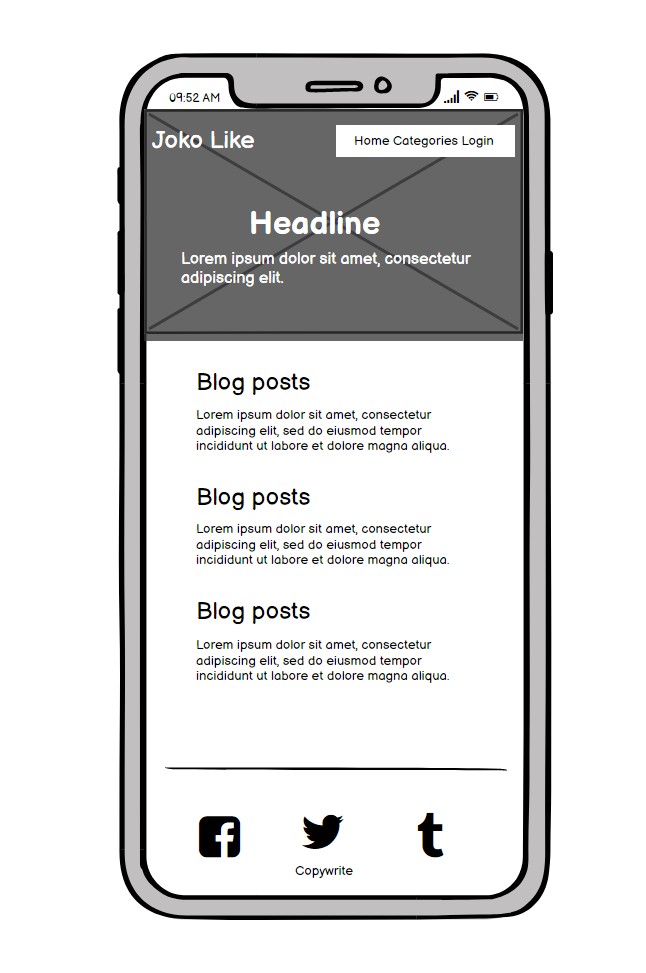 09:52 AM
Joko Like
Home Categories Login
Headline
Lorem ipsum dolor sit amet, consectetur
adipiscing elit.
Blog posts
Lorem ipsum dolor sit amet, consectetur
adipiscing elit, sed do eiusmod tempor
incididunt ut labore et dolore magna aliqua.
Blog posts
Lorem ipsum dolor sit amet, consectetur
adipiscing elit, sed do eiusmod tempor
incididunt ut labore et dolore magna aliqua.
Blog posts
Lorem ipsum dolor sit amet, consectetur
adipiscing elit, sed do eiusmod tempor
incididunt ut labore et dolore magna aliqua.
Copywrite